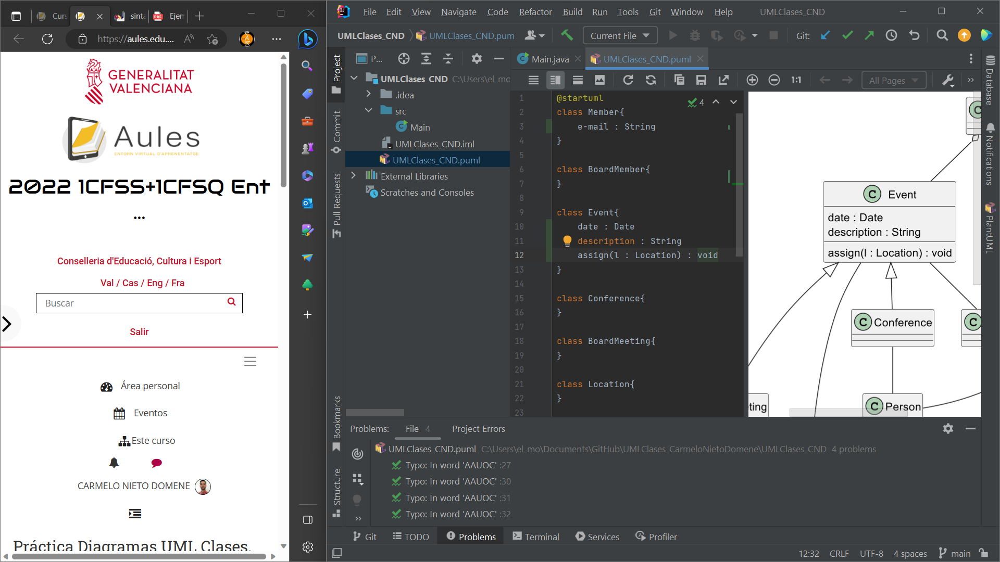 Curs
sinta
Ejem
https://aules.edu....
GENERALITAT
VALENCIANA
Aules
ENTORN VIRTUAL D'APRENENTATGE
2022 1CFSS+1CFSQ Ent
...
Conselleria d'Educació, Cultura i Esport
Val / Cas / Eng / Fra
Buscar
Salir
Área personal
Eventos
Este curso
CARMELO NIETO DOMENE
Práctica Diagramas UML Clases.
File Edit View Navigate Code Refactor Build Run Tools Git Window Help UMLClases_CND
UMLClases_CND UMLClases_CND.pum Current File Git:
Project
Commit
Pull Requests
Bookmarks
Structure
P...
UMLClases_CND C:\Users\el_mo
.idea
src
Main
UMLClases_CND.iml
UMLClases_CND.puml
External Libraries
Scratches and Consoles
Main.java UMLClases_CND.puml
1:1 All Pages
4
1 @startuml
2 class Member{
3 e-mail : String
4 }
5
6 class BoardMember{
7 }
8
9 class Event{
10 date : Date
11 description : String
12 assign(l : Location) : void
13 }
14
15 class Conference{
16 }
17
18 class BoardMeeting{
19 }
20
21 class Location{
22 }
23
C
C Event
date : Date
description : String
assign(l : Location) : void
C Conference
C
ting
C Person
Database
Notifications
PlantUML
Problems: File 4 Project Errors
UMLClases_CND.puml C:\Users\el_mo\Documents\GitHub\UMLClases_CarmeloNietoDomene\UMLClases_CND 4 problems
Typo: In word 'AAUOC' :27
Typo: In word 'AAUOC' :30
Typo: In word 'AAUOC' :31
Typo: In word 'AAUOC' :32
Git TODO Problems Terminal Services Profiler
12:32 CRLF UTF-8 4 spaces main